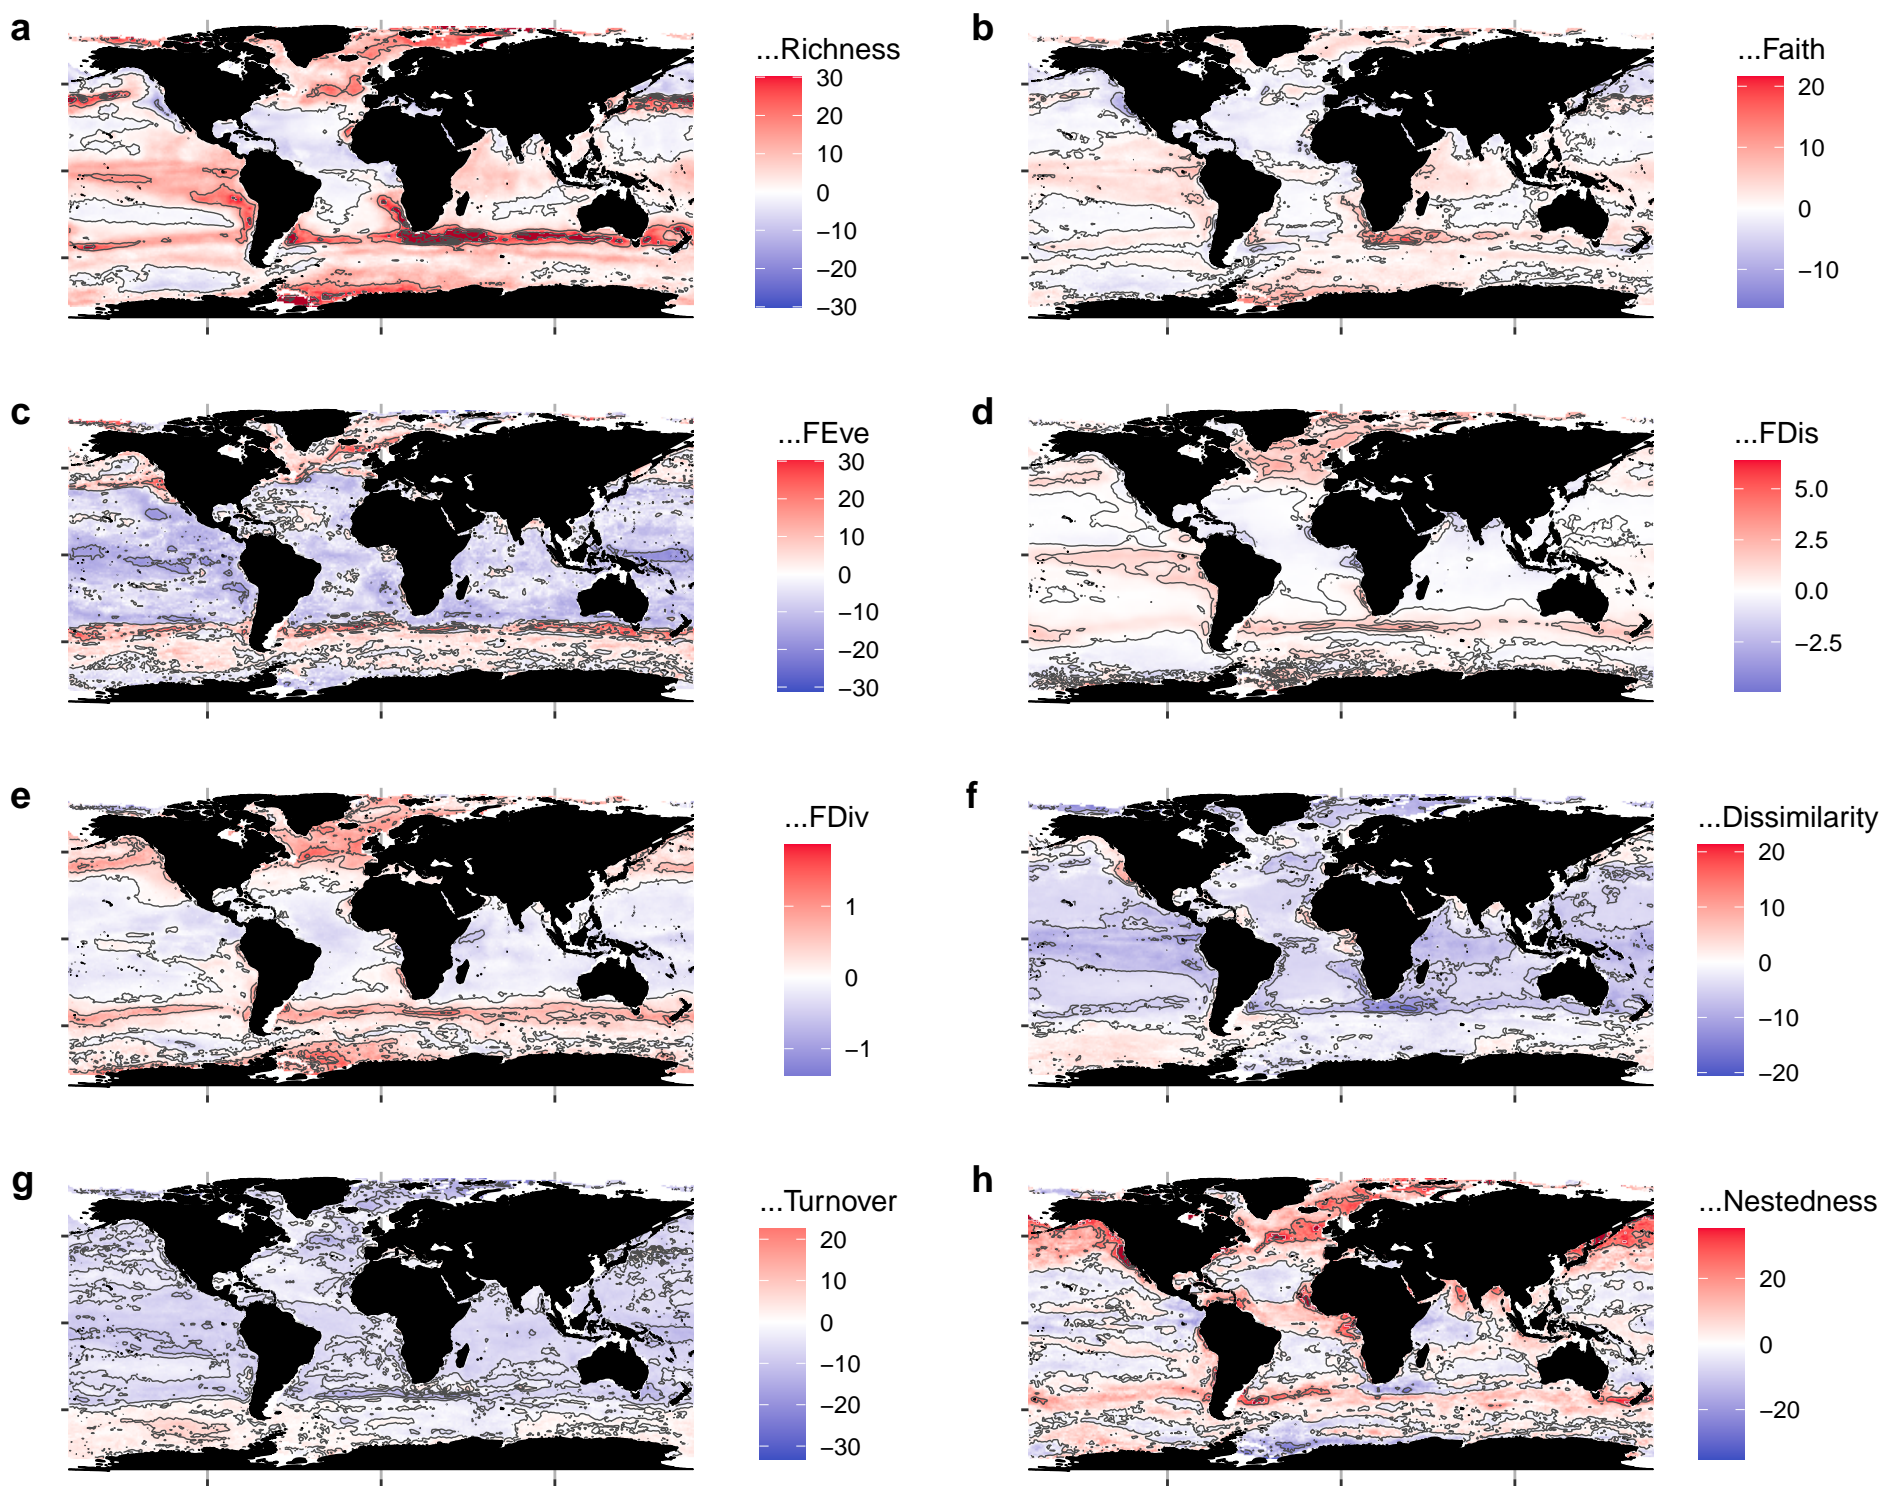 a
...Richness
30
20
10
0
−10
−20
−30
b
...Faith
20
10
0
−10
c
...FEve
30
20
10
0
−10
−20
−30
d
...FDis
5.0
2.5
0.0
−2.5
e
...FDiv
1
0
−1
f
...Dissimilarity
20
10
0
−10
−20
g
...Turnover
20
10
0
−10
−20
−30
h
...Nestedness
20
0
−20